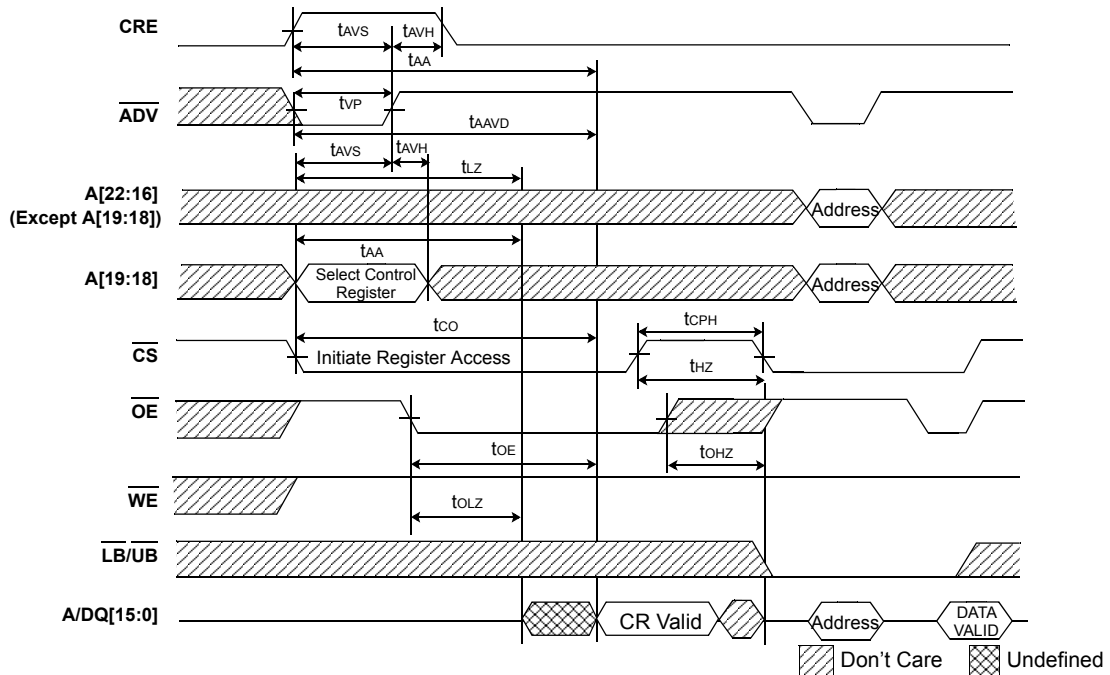 CRE
tAVS tAVH
tAA
ADV
tVP
tAAVD
tAVS tAVH
tLZ
A[22:16]
(Except A[19:18])
Address
tAA
A[19:18]
Select Control
Register
Address
tCO
tCPH
CS
Initiate Register Access
tHZ
OE
tOE
tOHZ
WE
tOLZ
LB/UB
A/DQ[15:0]
CR Valid
Address
DATA
VALID
Don't Care
Undefined